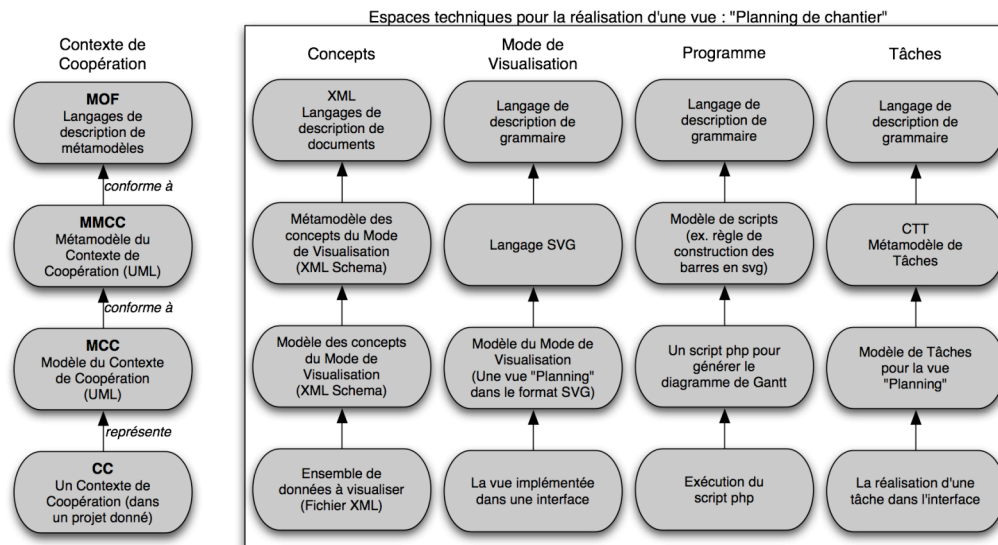 Espaces techniques pour la réalisation d'une vue : "Planning de chantier"
Contexte de
Coopération
MOF
Langages de
description de
métamodèles
conforme à
MMCC
Métamodèle du
Contexte de
Coopération (UML)
conforme à
MCC
Modèle du Contexte
de Coopération
(UML)
représente
CC
Un Contexte de
Coopération (dans
un projet donné)
Concepts
XML
Langages de
description de
documents
Métamodèle des
concepts du Mode
de Visualisation
(XML Schema)
Modèle des concepts
du Mode de
Visualisation
(XML Schema)
Ensemble de
données à visualiser
(Fichier XML)
Mode de
Visualisation
Langage de
description de
grammaire
Langage SVG
Modèle du Mode de
Visualisation
(Une vue "Planning"
dans le format SVG)
La vue implémentée
dans une interface
Programme
Langage de
description de
grammaire
Modèle de scripts
(ex. règle de
construction des
barres en svg)
Un script php pour
générer le
diagramme de Gantt
Exécution du
script php
Tâches
Langage de
description de
grammaire
CTT
Métamodèle de
Tâches
Modèle de Tâches
pour la vue
"Planning"
La réalisation d'une
tâche dans l'interface